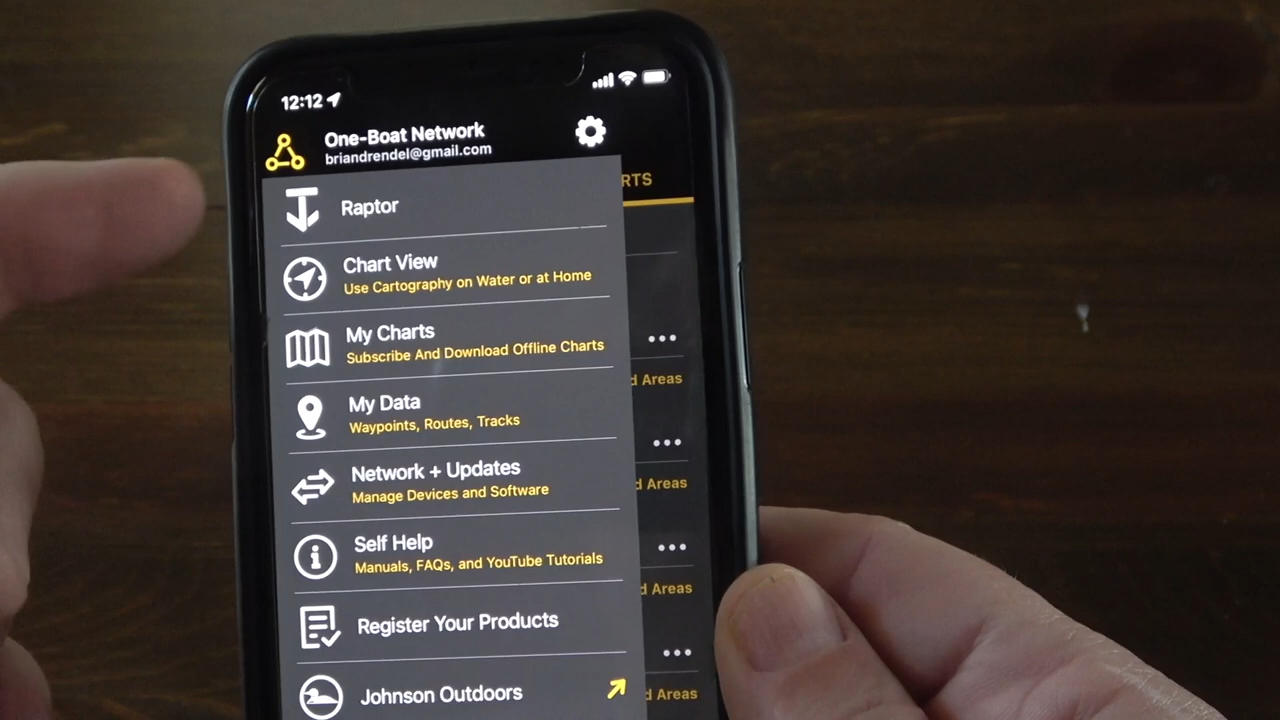 12:12
One-Boat Network
briandrendel@gmail.com
RTS
Raptor
Chart View
Use Cartography on Water or at Home
My Charts
Subscribe And Download Offline Charts
d Areas
My Data
Waypoints, Routes, Tracks
Network + Updates
Manage Devices and Software
d Areas
Self Help
Manuals, FAQs, and YouTube Tutorials
d Areas
Register Your Products
Johnson Outdoors
d Areas